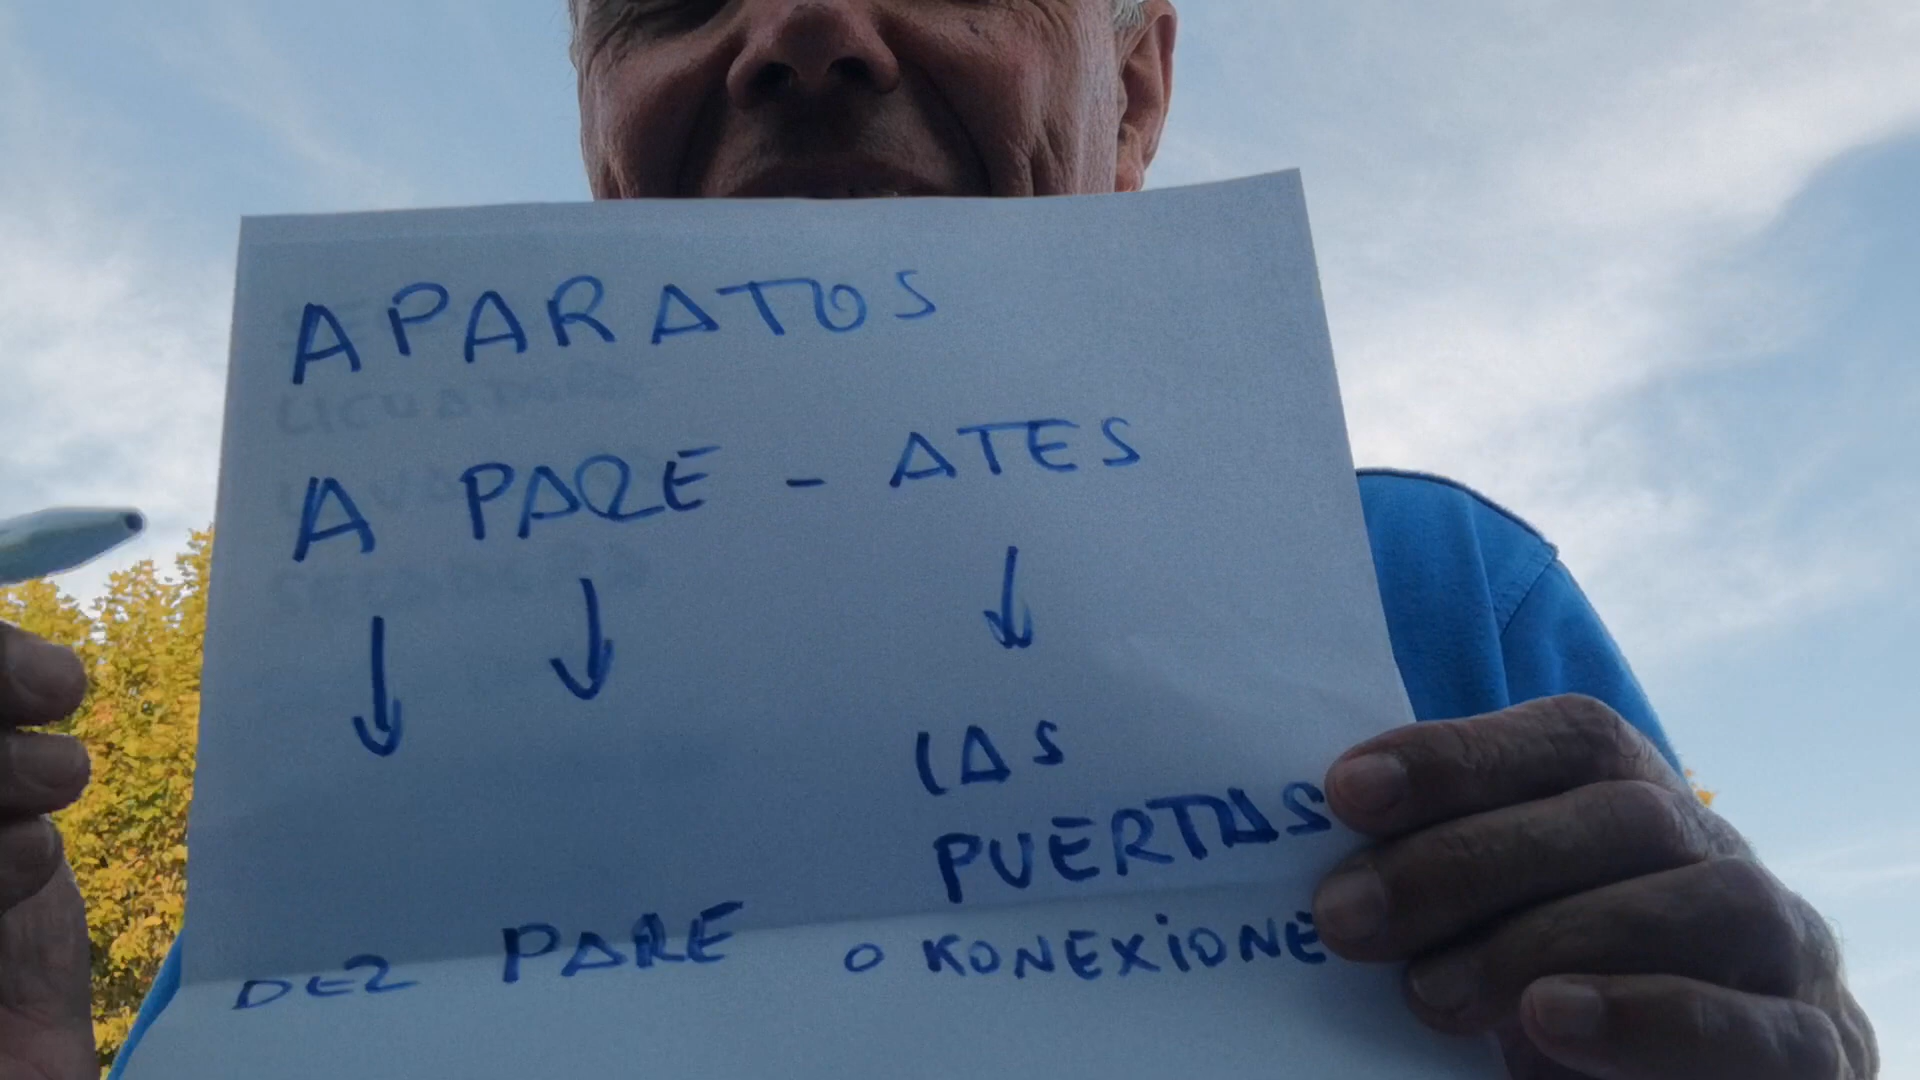 APARATOS
A PARE - ATES
LAS
PUERTAS
DEZ PARE O KONEXIONE